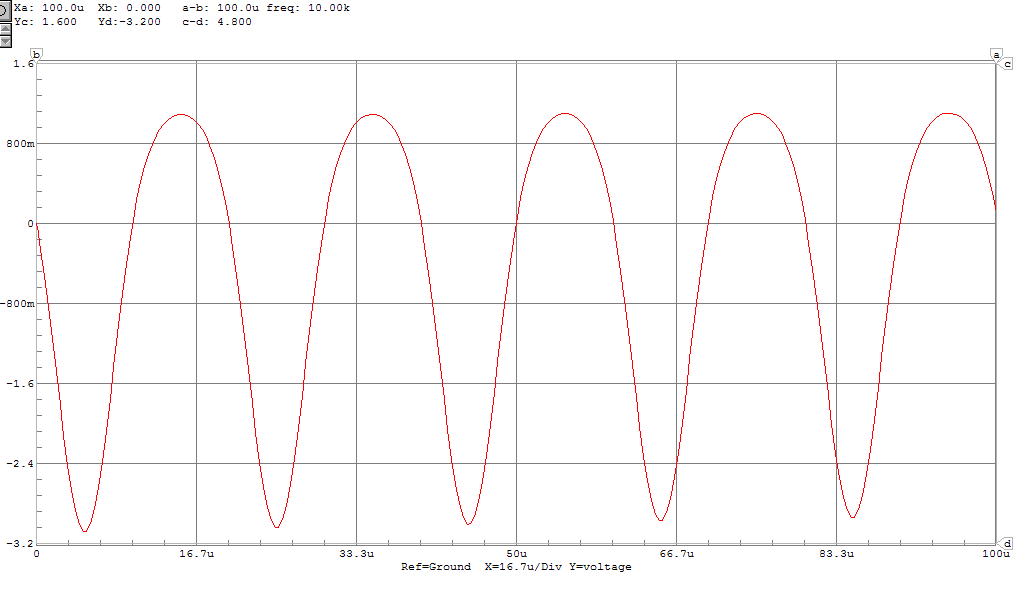 Xa: 100.0u Xb: 0.000 a-b: 100.0u freq: 10.00k
Yc: 1.600 Yd:-3.200 c-d: 4.800
b
a
1.6
c
800m
0
-800m
-1.6
-2.4
-3.2
d
0 16.7u 33.3u 50u 66.7u 83.3u 100u
Ref=Ground X=16.7u/Div Y=voltage